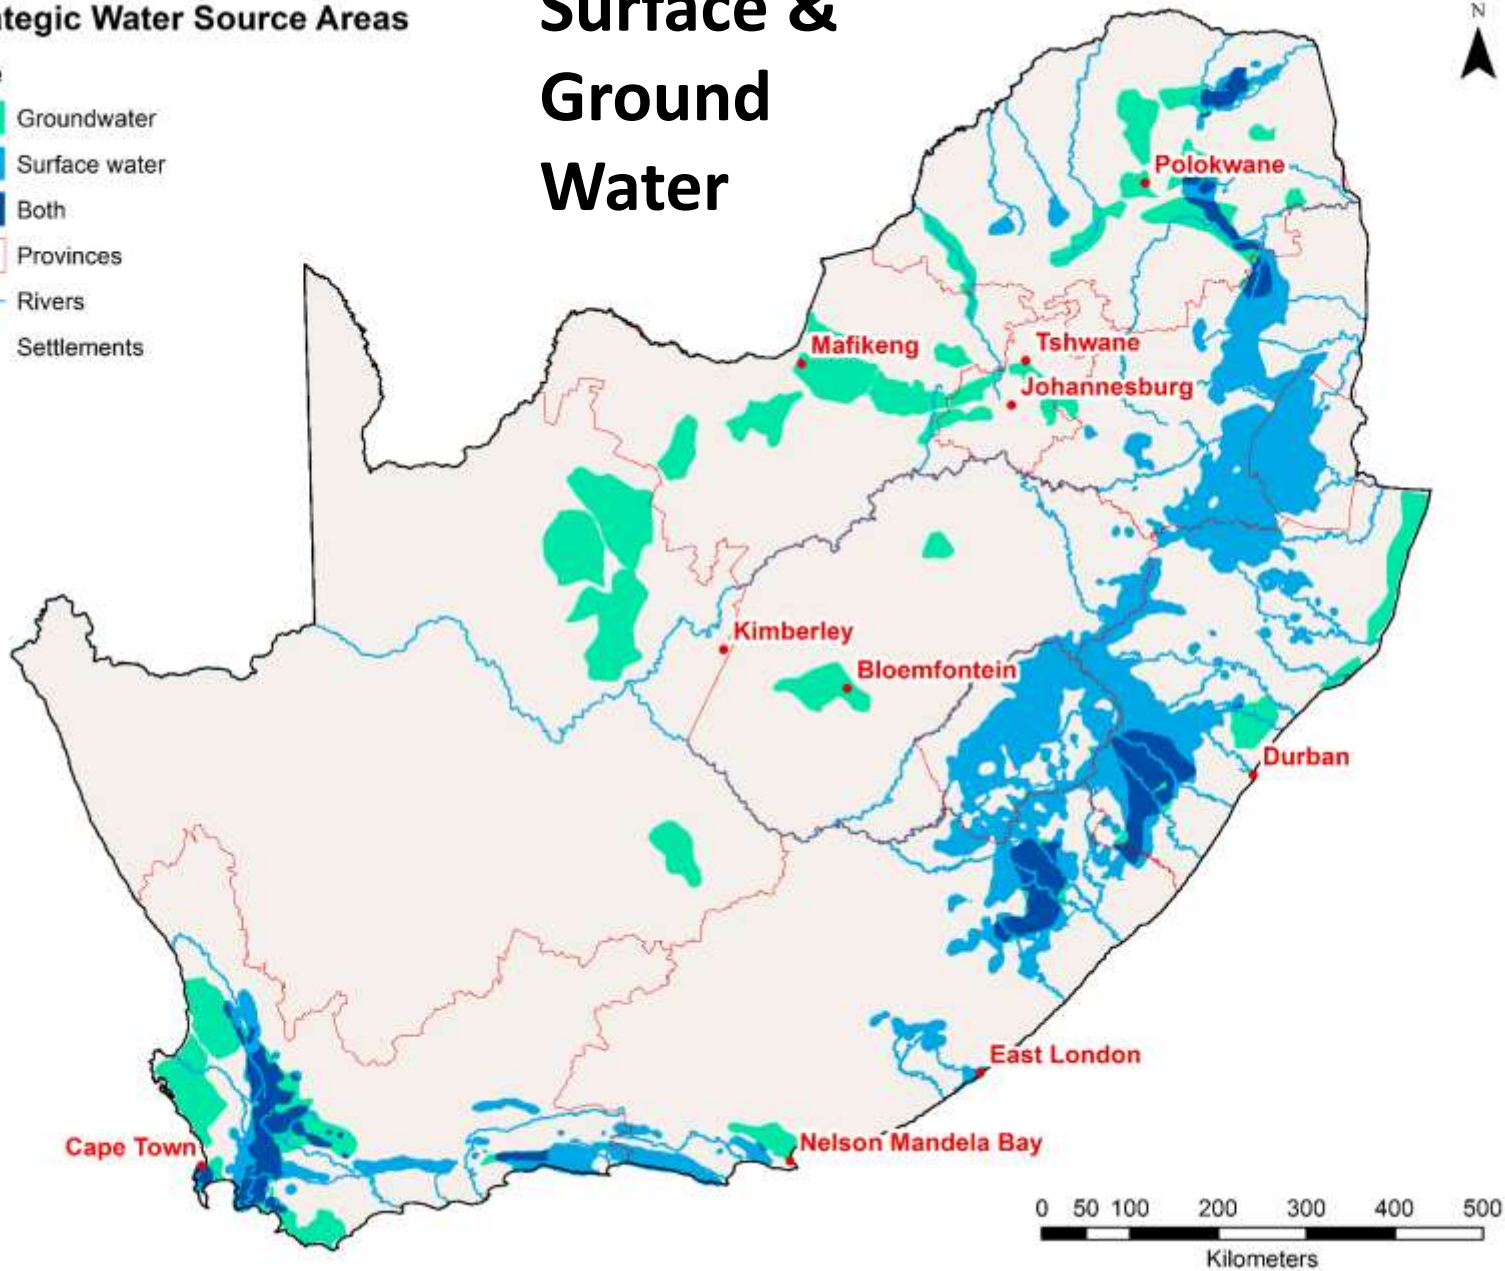 tegic Water Source Areas
Surface &
Ground
Water
Groundwater
Surface water
Both
Provinces
Rivers
Settlements
N
Polokwane
Mafikeng
Tshwane
Johannesburg
Kimberley
Bloemfontein
Durban
East London
Cape Town
Nelson Mandela Bay
0 50 100 200 300 400 500
Kilometers